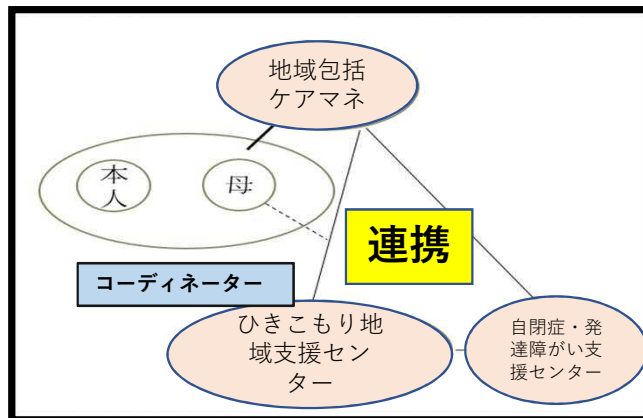 地域包括
ケアマネ
本
人
母
連携
コーディネーター
ひきこもり地
域支援セン
ター
自閉症・発
達障がい支
援センター